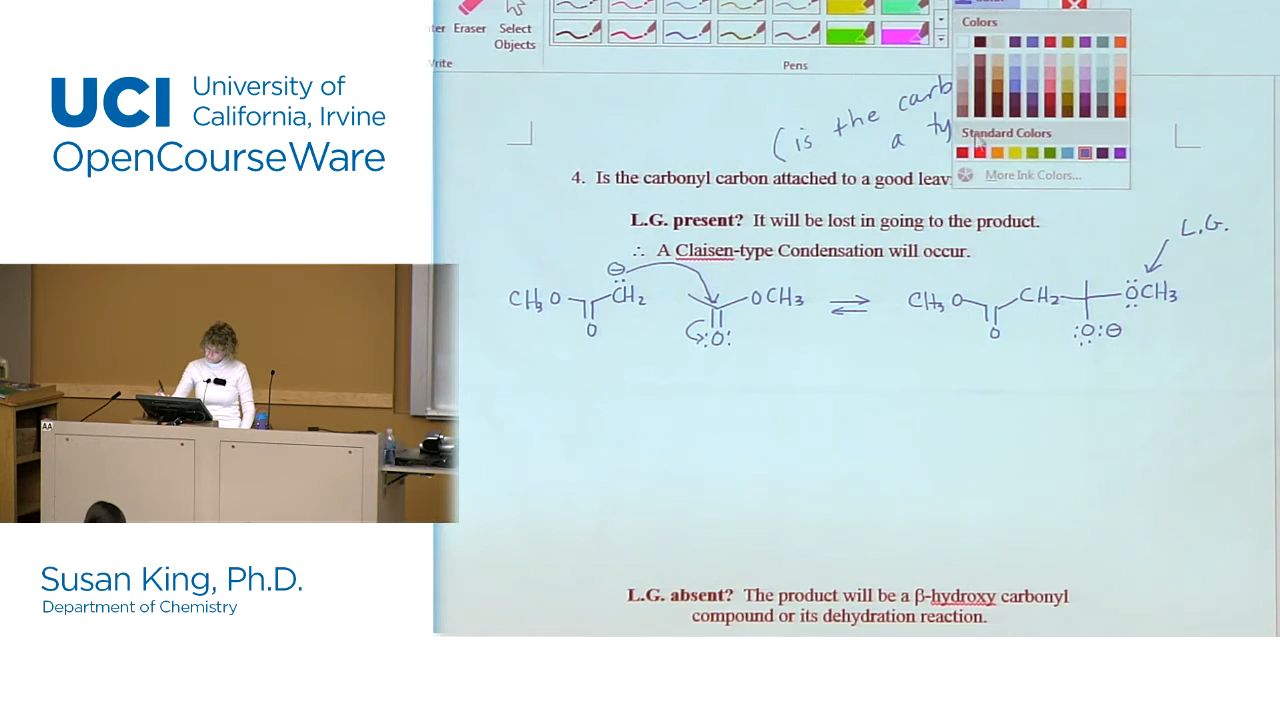 UCI University of
California, Irvine
OpenCourseWare
Eraser Select
Objects
Pens
Colors
Standard Colors
More Ink Colors...
(is the carb
a ty
4. Is the carbonyl carbon attached to a good leav
L.G. present? It will be lost in going to the product.
∴ A Claisen-type Condensation will occur.
L.G.
CH3O CH2 ⊖ O OCH3 :O: ⇌ CH3O O CH2 ÖCH3 :O:⊖
L.G. absent? The product will be a β-hydroxy carbonyl
compound or its dehydration reaction.
AA
Susan King, Ph.D.
Department of Chemistry